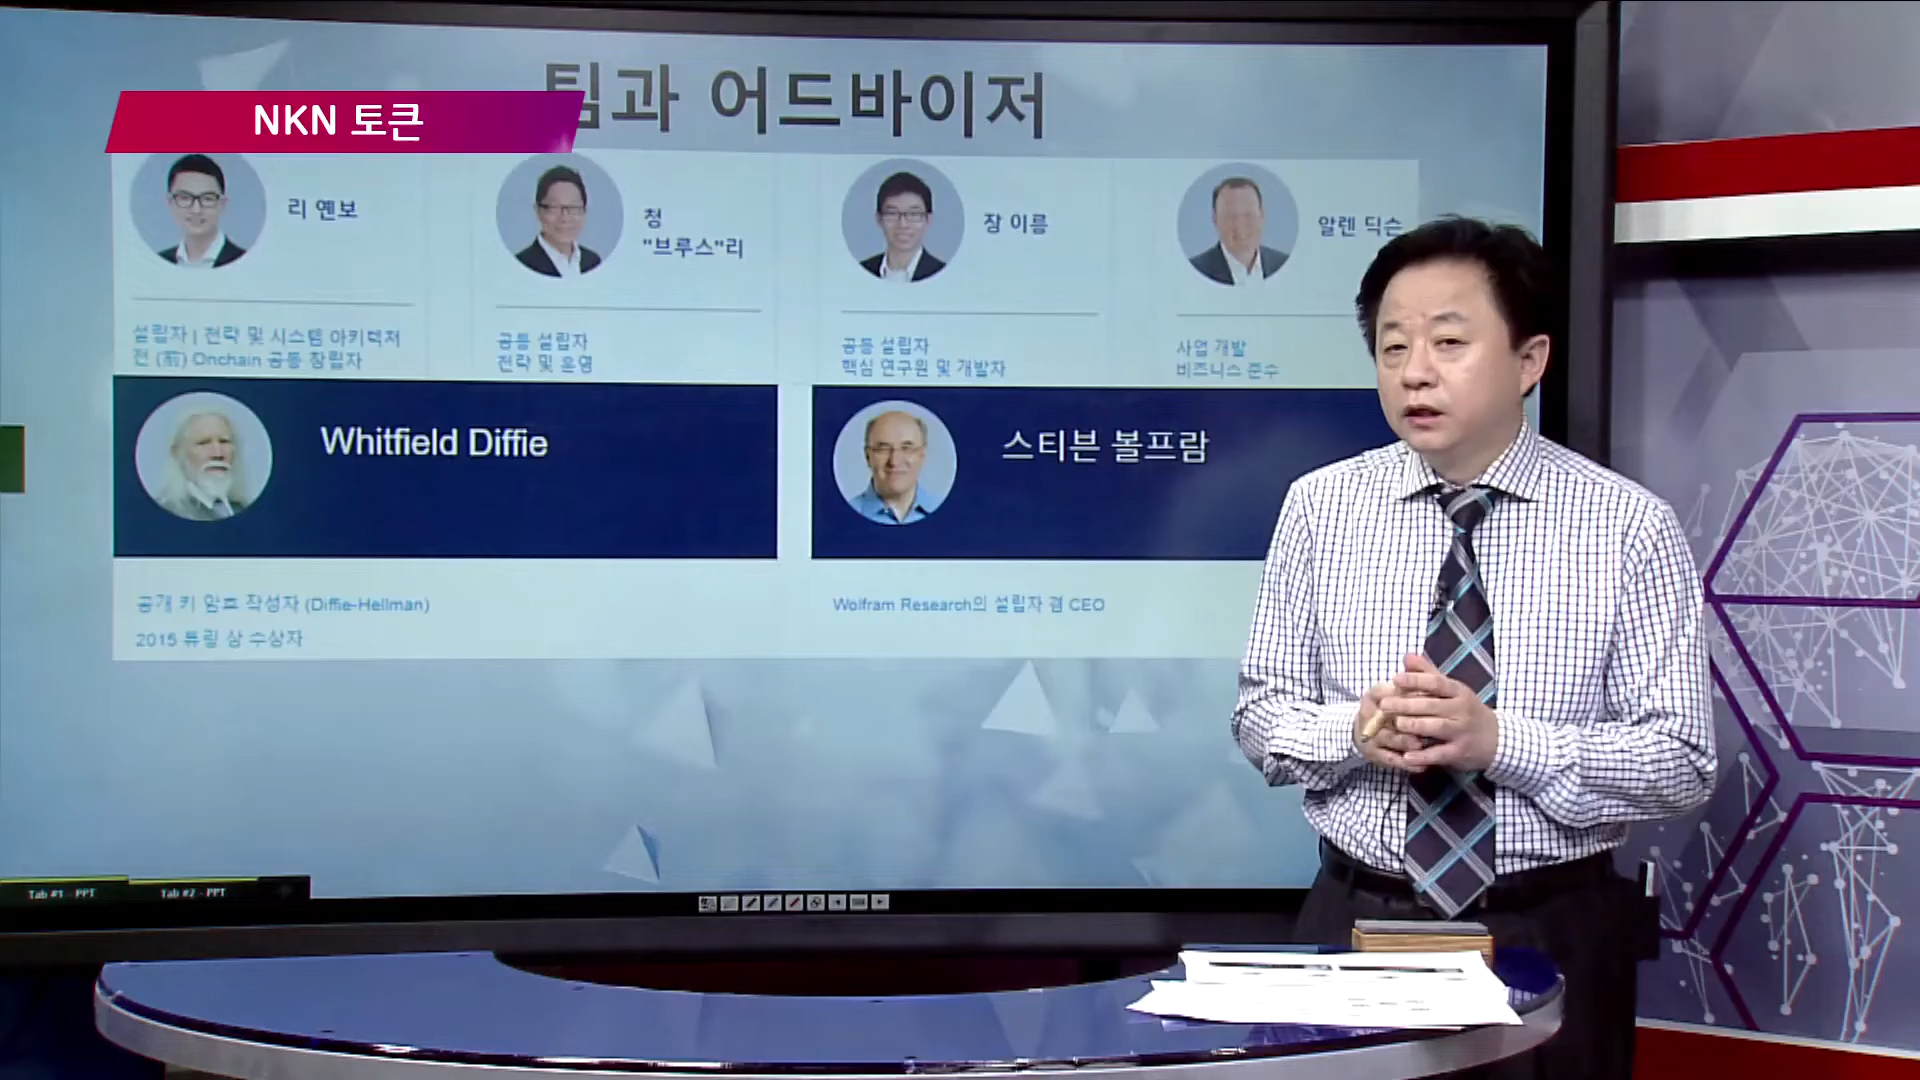 팀과 어드바이저
NKN 토큰
리 옌보
청
"브루스"리
장 이릉
알렌 딕슨
설립자 | 전략 및 시스템 아키텍처
전 (前) Onchain 공동 창립자
공동 설립자
전략 및 운영
공동 설립자
핵심 연구원 및 개발자
사업 개발
비즈니스 준수
Whitfield Diffie
스티븐 볼프람
공개 키 암호 작성자 (Diffie-Hellman)
2015 튜링 상 수상자
Wolfram Research의 설립자 겸 CEO
Tab #1 - PPT
Tab #2 - PPT